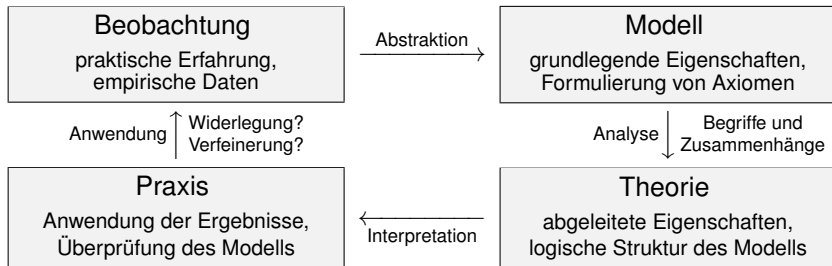 Beobachtung
praktische Erfahrung,
empirische Daten
Abstraktion
Modell
grundlegende Eigenschaften,
Formulierung von Axiomen
Anwendung
Widerlegung?
Verfeinerung?
Analyse
Begriffe und
Zusammenhänge
Praxis
Anwendung der Ergebnisse,
Überprüfung des Modells
Interpretation
Theorie
abgeleitete Eigenschaften,
logische Struktur des Modells